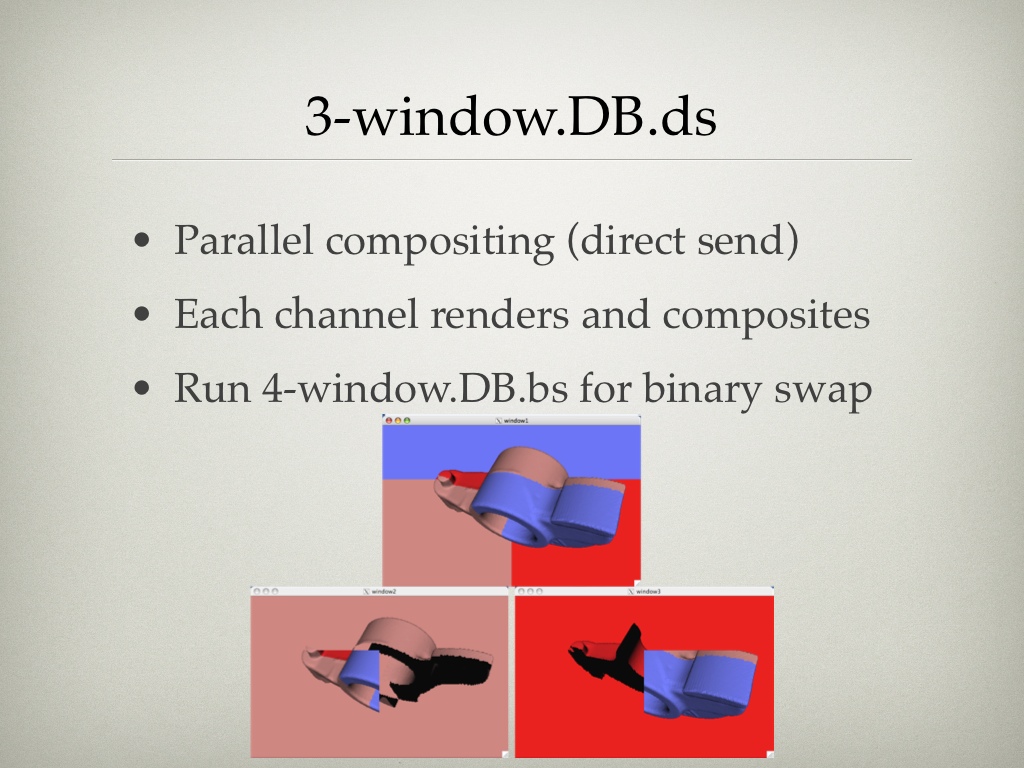 3-window.DB.ds
• Parallel compositing (direct send)
• Each channel renders and composites
• Run 4-window.DB.bs for binary swap
window1
window2
window3